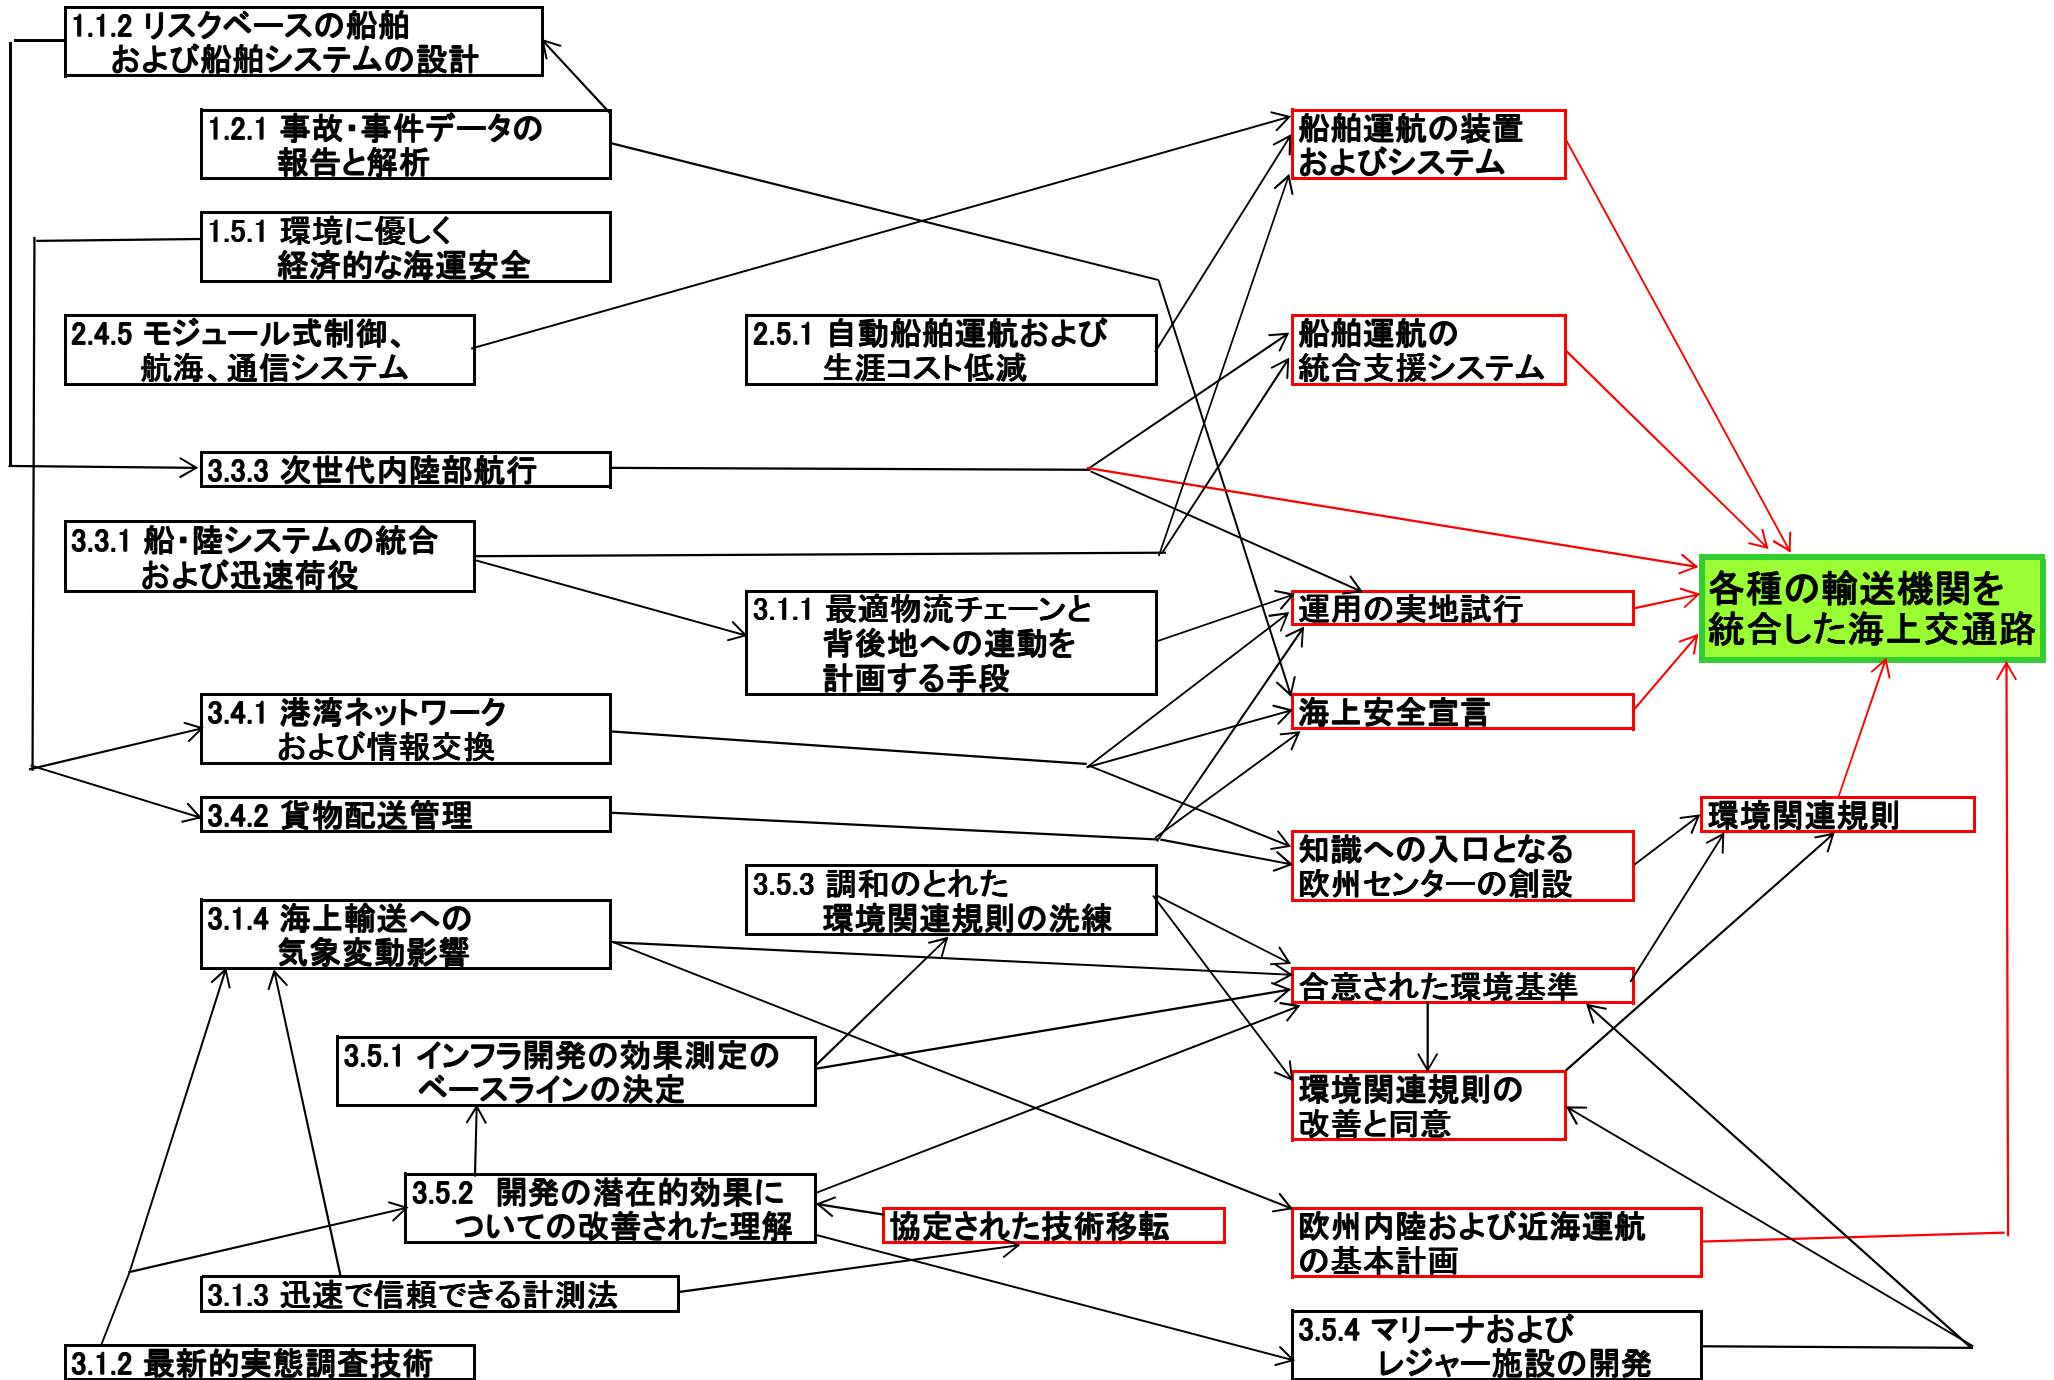 1.1.2 リスクベースの船舶
および船舶システムの設計
1.2.1 事故・事件データの
報告と解析
船舶運航の装置
およびシステム
1.5.1 環境に優しく
経済的な海運安全
2.4.5 モジュール式制御、
航海、通信システム
2.5.1 自動船舶運航および
生涯コスト低減
船舶運航の
統合支援システム
3.3.3 次世代内陸部航行
3.3.1 船・陸システムの統合
および迅速荷役
各種の輸送機関を
統合した海上交通路
3.1.1 最適物流チェーンと
背後地への連動を
計画する手段
運用の実地試行
3.4.1 港湾ネットワーク
および情報交換
海上安全宣言
3.4.2 貨物配送管理
環境関連規則
知識への入口となる
欧州センターの創設
3.5.3 調和のとれた
環境関連規則の洗練
3.1.4 海上輸送への
気象変動影響
合意された環境基準
3.5.1 インフラ開発の効果測定の
ベースラインの決定
環境関連規則の
改善と同意
3.5.2 開発の潜在的効果に
ついての改善された理解
協定された技術移転
欧州内陸および近海運航
の基本計画
3.1.3 迅速で信頼できる計測法
3.5.4 マリーナおよび
レジャー施設の開発
3.1.2 最新的実態調査技術